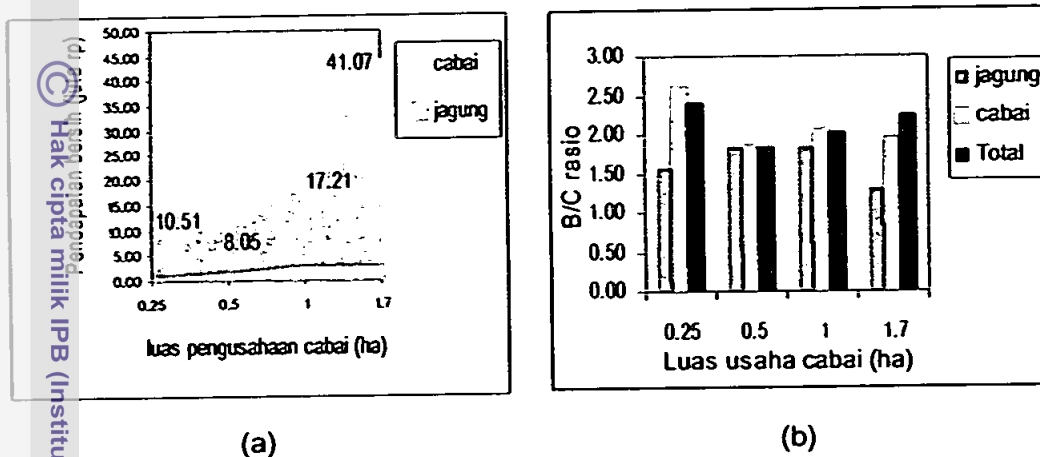 50.00
45.00
40.00
35.00
30.00
25.00
20.00
15.00
10.00
5.00
0.00
41.07
17.21
10.51
8.05
0.25 0.5 1 1.7
luas pengusahaan cabai (ha)
cabai
jagung
(a)
3.00
2.50
2.00
1.50
1.00
0.50
0.00
B/C rasio
0.25 0.5 1 1.7
Luas usaha cabai (ha)
jagung
cabai
Total
(b)
© Hak cipta milik IPB (Institu